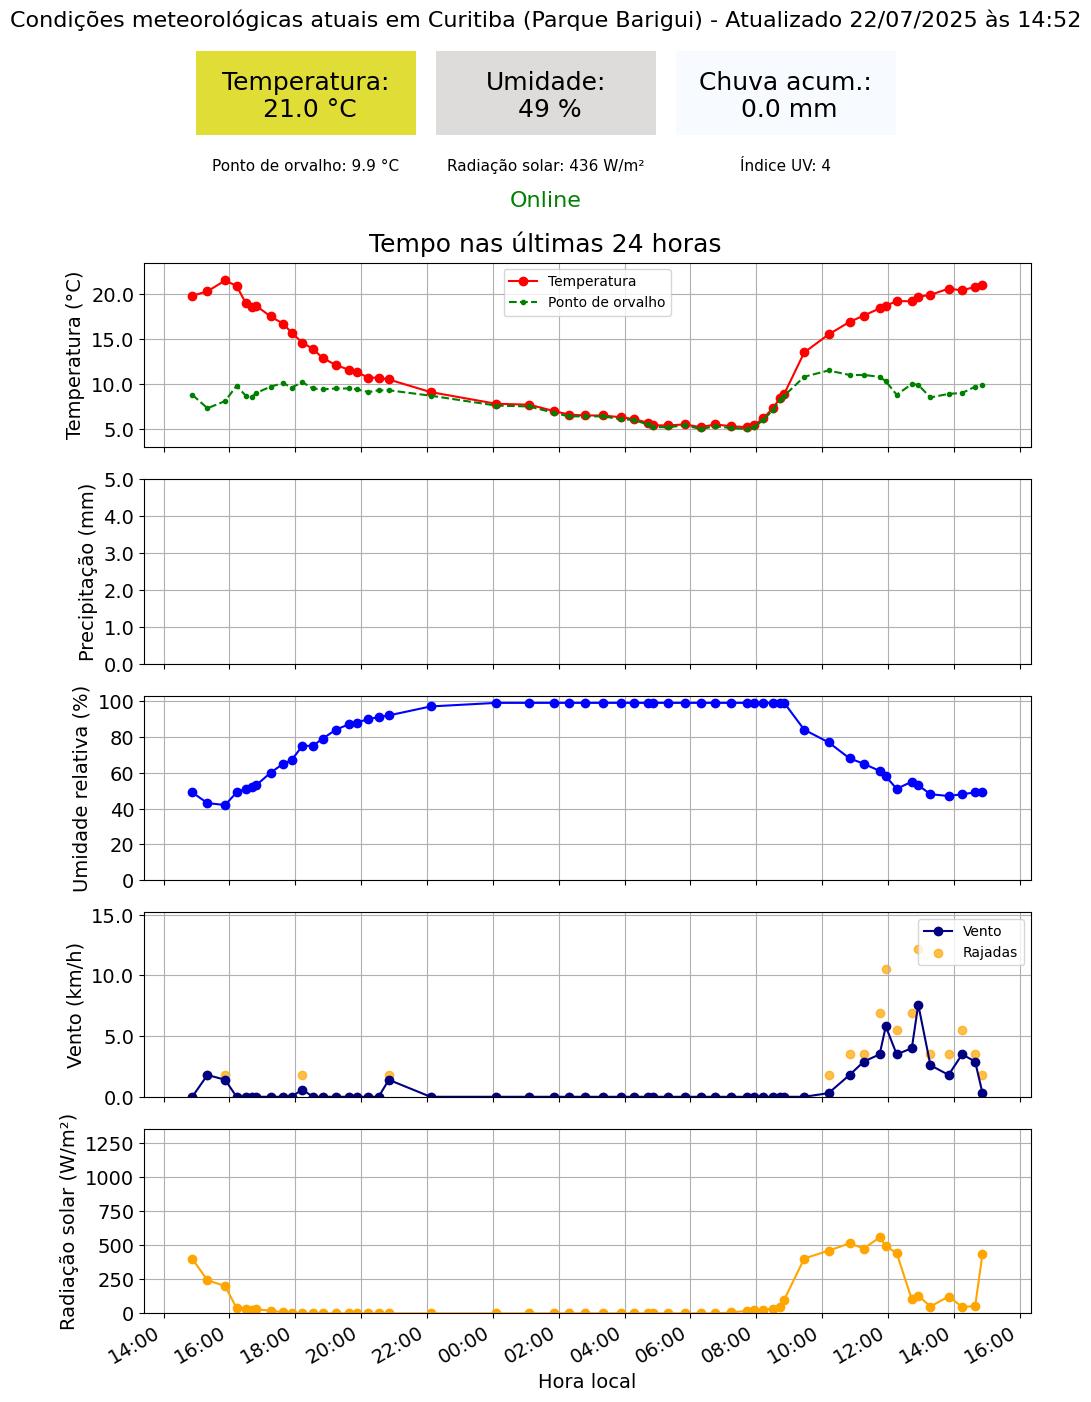 Condições meteorológicas atuais em Curitiba (Parque Barigui) - Atualizado 22/07/2025 às 14:52
Temperatura:
21.0 °C
Umidade:
49 %
Chuva acum.:
0.0 mm
Ponto de orvalho: 9.9 °C
Radiação solar: 436 W/m²
Índice UV: 4
Online
Tempo nas últimas 24 horas
Temperatura (°C)
20.0
15.0
10.0
5.0
Temperatura
Ponto de orvalho
Precipitação (mm)
5.0
4.0
3.0
2.0
1.0
0.0
Umidade relativa (%)
100
80
60
40
20
0
Vento (km/h)
15.0
10.0
5.0
0.0
Vento
Rajadas
Radiação solar (W/m²)
1250
1000
750
500
250
0
14:00
16:00
18:00
20:00
22:00
00:00
02:00
04:00
06:00
08:00
10:00
12:00
14:00
16:00
Hora local